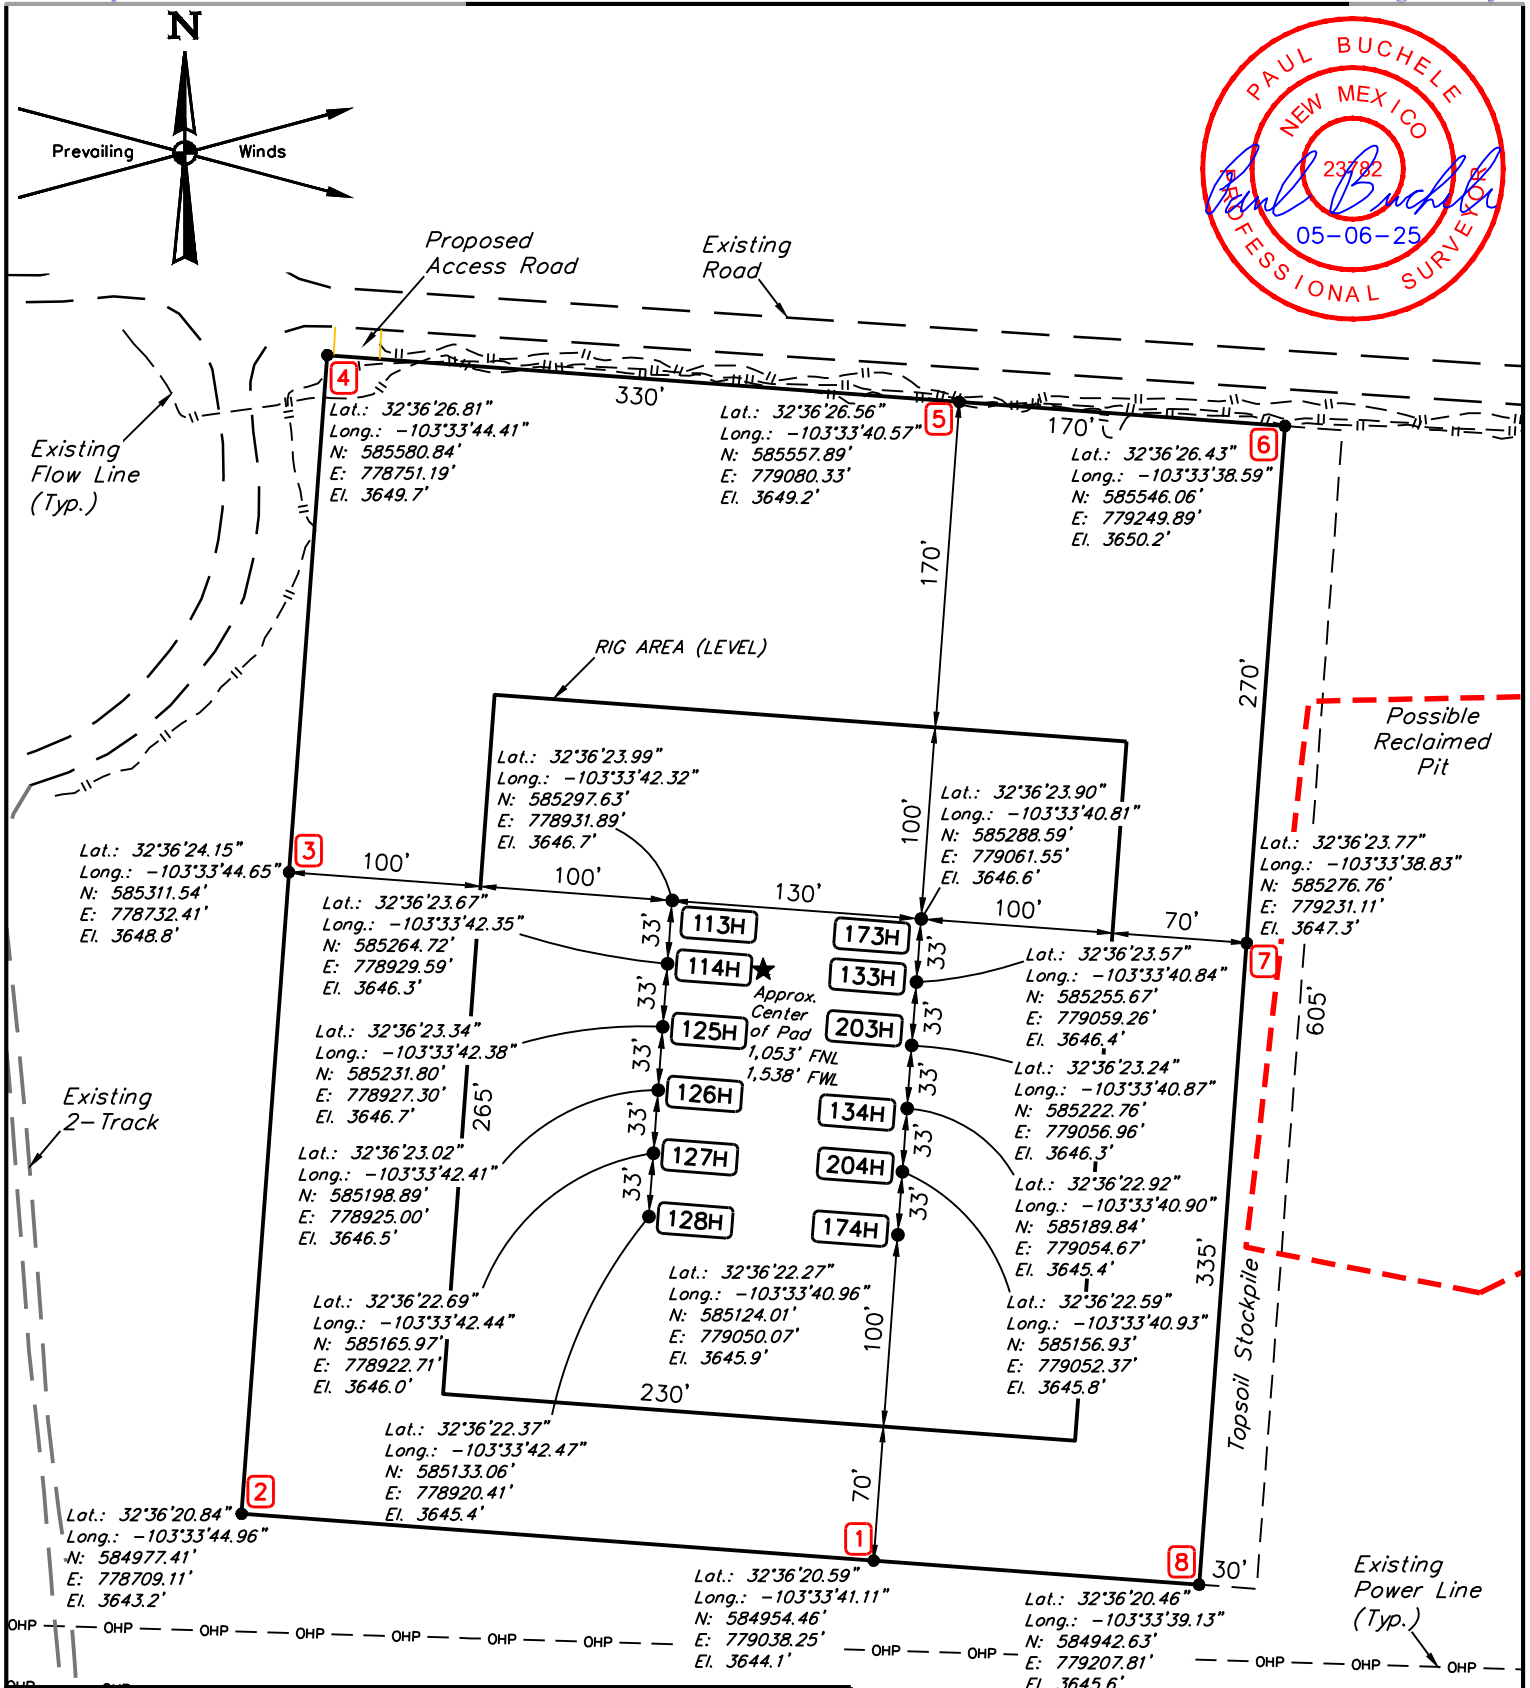 N
Prevailing Winds
PAUL BUCHELE
NEW MEXICO
23782
PROFESSIONAL SURVEYOR
Paul Buchele
05-06-25
Proposed
Access Road
Existing
Road
Existing
Flow Line
(Typ.)
4
Lat.: 32°36'26.81"
Long.: -103°33'44.41"
N: 585580.84'
E: 778751.19'
El. 3649.7'
330'
5
Lat.: 32°36'26.56"
Long.: -103°33'40.57"
N: 585557.89'
E: 779080.33'
El. 3649.2'
170'
6
Lat.: 32°36'26.43"
Long.: -103°33'38.59"
N: 585546.06'
E: 779249.89'
El. 3650.2'
170'
270'
RIG AREA (LEVEL)
Possible
Reclaimed
Pit
Lat.: 32°36'23.99"
Long.: -103°33'42.32"
N: 585297.63'
E: 778931.89'
El. 3646.7'
100'
Lat.: 32°36'23.90"
Long.: -103°33'40.81"
N: 585288.59'
E: 779061.55'
El. 3646.6'
3
Lat.: 32°36'24.15"
Long.: -103°33'44.65"
N: 585311.54'
E: 778732.41'
El. 3648.8'
Lat.: 32°36'23.77"
Long.: -103°33'38.83"
N: 585276.76'
E: 779231.11'
El. 3647.3'
7
100'
100'
130'
100'
70'
Lat.: 32°36'23.67"
Long.: -103°33'42.35"
N: 585264.72'
E: 778929.59'
El. 3646.3'
113H
33'
114H
33'
125H
33'
126H
33'
127H
33'
128H
173H
33'
133H
33'
203H
33'
134H
33'
204H
33'
174H
Approx.
Center
of Pad
1,053' FNL
1,538' FWL
Lat.: 32°36'23.57"
Long.: -103°33'40.84"
N: 585255.67'
E: 779059.26'
El. 3646.4'
605'
Lat.: 32°36'23.34"
Long.: -103°33'42.38"
N: 585231.80'
E: 778927.30'
El. 3646.7'
265'
Lat.: 32°36'23.24"
Long.: -103°33'40.87"
N: 585222.76'
E: 779056.96'
El. 3646.3'
Existing
2-Track
Lat.: 32°36'23.02"
Long.: -103°33'42.41"
N: 585198.89'
E: 778925.00'
El. 3646.5'
Lat.: 32°36'22.92"
Long.: -103°33'40.90"
N: 585189.84'
E: 779054.67'
El. 3645.4'
335'
Topsoil Stockpile
Lat.: 32°36'22.69"
Long.: -103°33'42.44"
N: 585165.97'
E: 778922.71'
El. 3646.0'
Lat.: 32°36'22.27"
Long.: -103°33'40.96"
N: 585124.01'
E: 779050.07'
El. 3645.9'
100'
Lat.: 32°36'22.59"
Long.: -103°33'40.93"
N: 585156.93'
E: 779052.37'
El. 3645.8'
230'
Lat.: 32°36'22.37"
Long.: -103°33'42.47"
N: 585133.06'
E: 778920.41'
El. 3645.4'
70'
2
Lat.: 32°36'20.84"
Long.: -103°33'44.96"
N: 584977.41'
E: 778709.11'
El. 3643.2'
1
Lat.: 32°36'20.59"
Long.: -103°33'41.11"
N: 584954.46'
E: 779038.25'
El. 3644.1'
8
30'
Lat.: 32°36'20.46"
Long.: -103°33'39.13"
N: 584942.63'
E: 779207.81'
El. 3645.6'
Existing
Power Line
(Typ.)
OHP OHP OHP OHP OHP OHP OHP OHP OHP OHP OHP OHP
OHP OHP